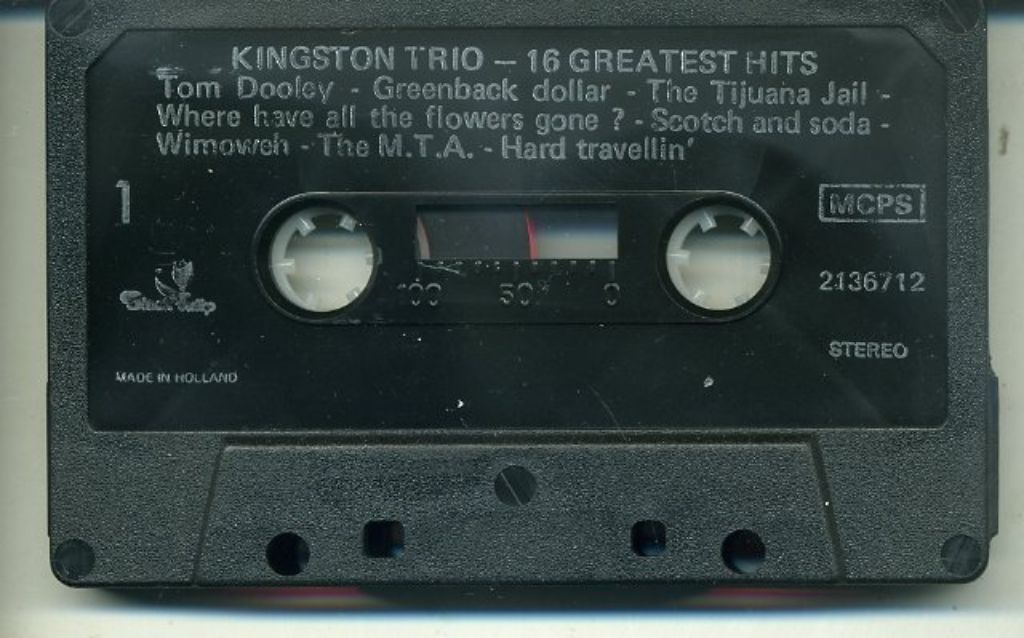 KINGSTON TRIO – 16 GREATEST HITS
Tom Dooley - Greenback dollar - The Tijuana Jail -
Where have all the flowers gone ? - Scotch and soda -
Wimoweh - The M.T.A. - Hard travellin'
1
MCPS
100 50 0
2136712
STEREO
MADE IN HOLLAND